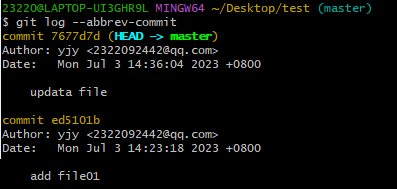 23220@LAPTOP-UI3GHR9L MINGW64 ~/Desktop/test (master)
$ git log --abbrev-commit
commit 7677d7d (HEAD -> master)
Author: yjy <2322092442@qq.com>
Date:   Mon Jul 3 14:36:04 2023 +0800
updata file
commit ed5101b
Author: yjy <2322092442@qq.com>
Date:   Mon Jul 3 14:23:18 2023 +0800
add file01